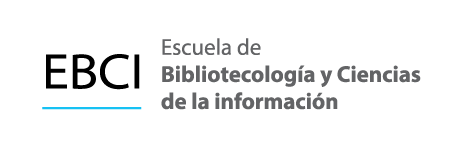 EBCI
Escuela de
Bibliotecología y Ciencias
de la información